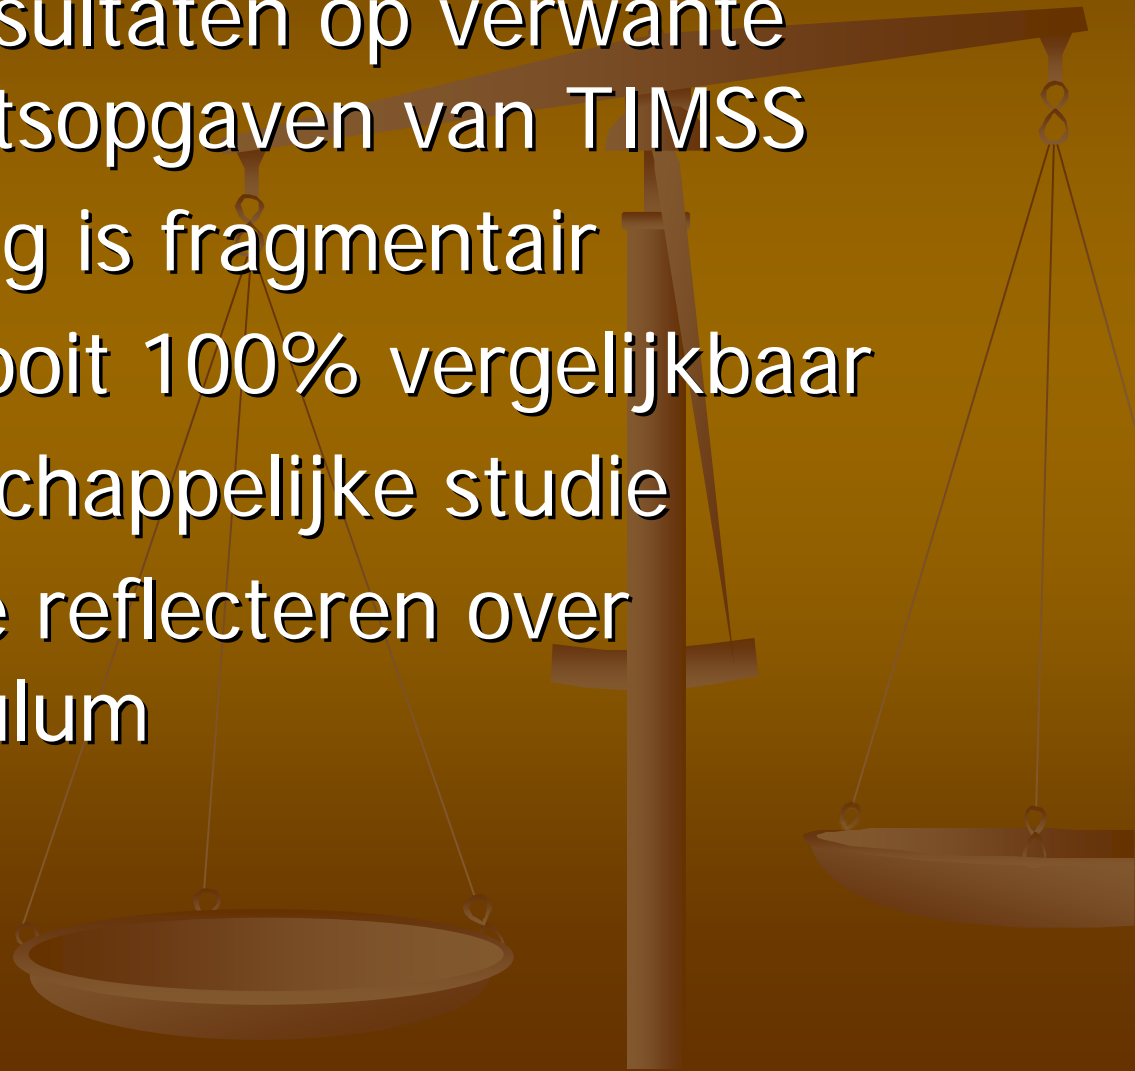 sultaten op verwante
tsopgaven van TIMSS
g is fragmentair
ooit 100% vergelijkbaar
chappelijke studie
e reflecteren over
ulum